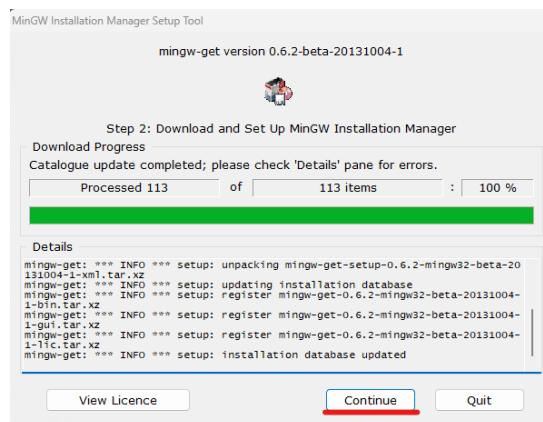 MinGW Installation Manager Setup Tool
mingw-get version 0.6.2-beta-20131004-1
Step 2: Download and Set Up MinGW Installation Manager
Download Progress
Catalogue update completed; please check 'Details' pane for errors.
Processed 113 of 113 items : 100 %
Details
mingw-get: *** INFO *** setup: unpacking mingw-get-setup-0.6.2-mingw32-beta-20
131004-1-xml.tar.xz
mingw-get: *** INFO *** setup: updating installation database
mingw-get: *** INFO *** setup: register mingw-get-0.6.2-mingw32-beta-20131004-
1-bin.tar.xz
mingw-get: *** INFO *** setup: register mingw-get-0.6.2-mingw32-beta-20131004-
1-gui.tar.xz
mingw-get: *** INFO *** setup: register mingw-get-0.6.2-mingw32-beta-20131004-
1-lic.tar.xz
mingw-get: *** INFO *** setup: installation database updated
View Licence Continue Quit